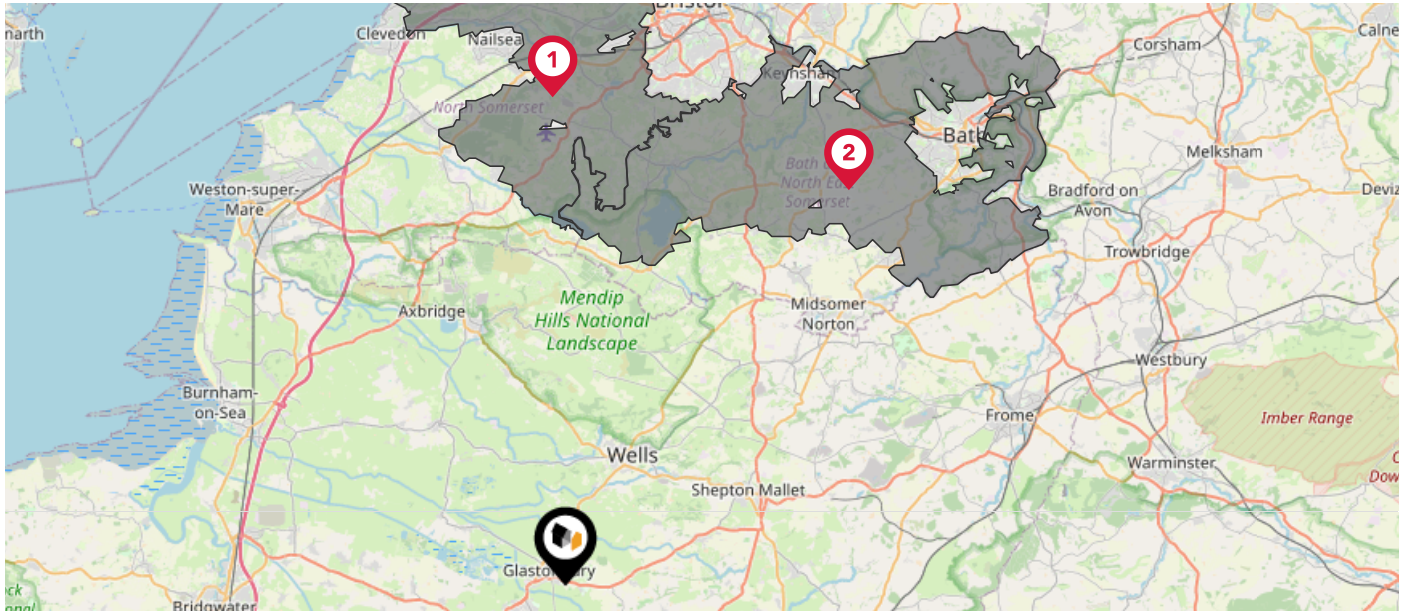 Bristol
Clevedon
Nailsea
Corsham
Calne
1
Keynsham
North Somerset
2
Bath
Bath
North East
Somerset
Melksham
Weston-super-
Mare
Bradford on
Avon
Trowbridge
Mendip
Hills National
Landscape
Axbridge
Midsomer
Norton
Westbury
Burnham-
on-Sea
Frome
Imber Range
Wells
Warminster
Shepton Mallet
Glastonbury
Bridgwater